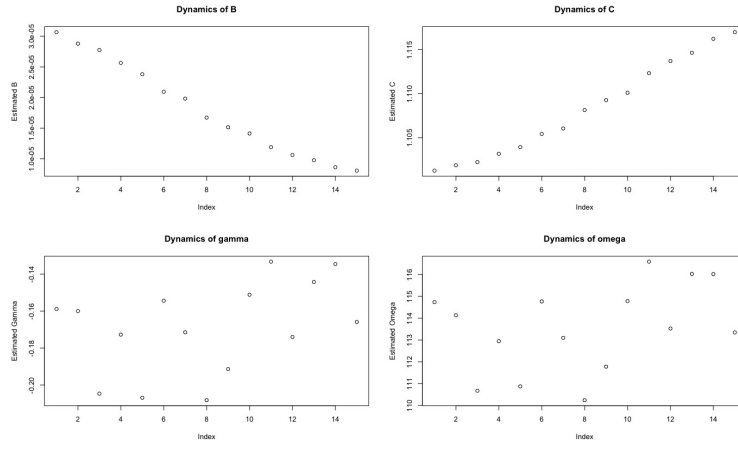 Dynamics of B
Estimated B
3.0e-05
2.5e-05
2.0e-05
1.5e-05
1.0e-05
2 4 6 8 10 12 14
Index
Dynamics of C
Estimated C
1.115
1.110
1.105
2 4 6 8 10 12 14
Index
Dynamics of gamma
Estimated Gamma
-0.14
-0.16
-0.18
-0.20
2 4 6 8 10 12 14
Index
Dynamics of omega
Estimated Omega
116
115
114
113
112
111
110
2 4 6 8 10 12 14
Index